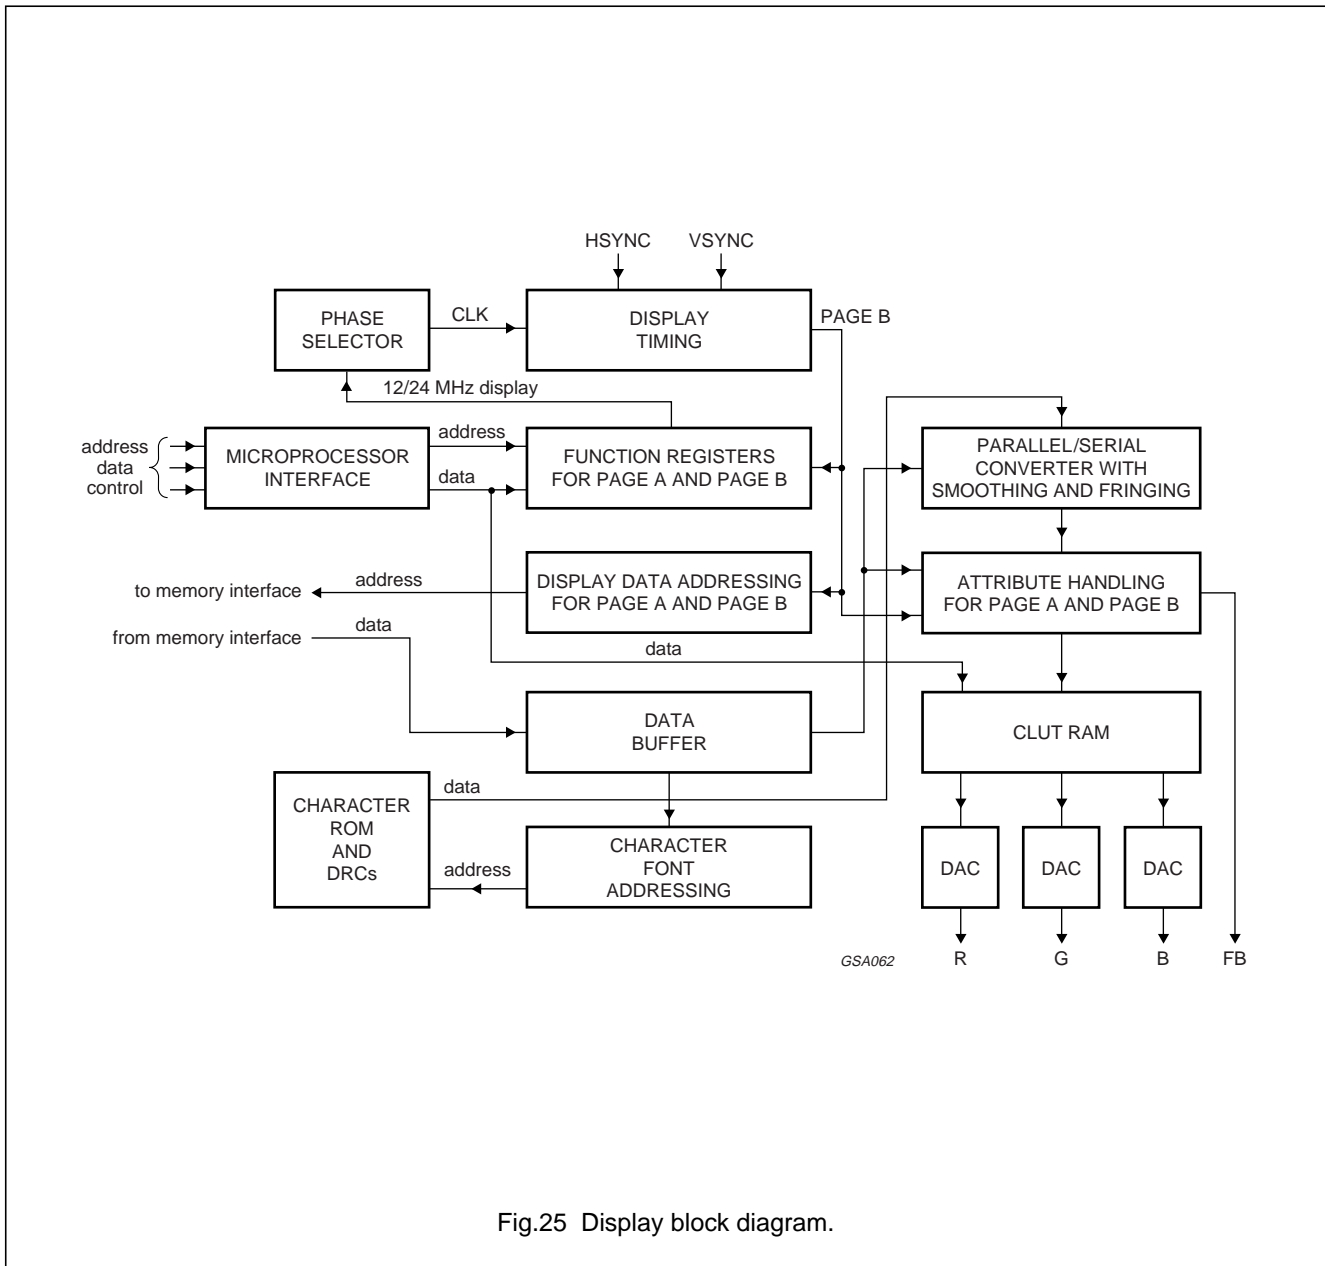 HSYNC VSYNC
PHASE
SELECTOR
CLK
DISPLAY
TIMING
PAGE B
12/24 MHz display
address
data
control
MICROPROCESSOR
INTERFACE
address
data
FUNCTION REGISTERS
FOR PAGE A AND PAGE B
PARALLEL/SERIAL
CONVERTER WITH
SMOOTHING AND FRINGING
to memory interface
address
DISPLAY DATA ADDRESSING
FOR PAGE A AND PAGE B
ATTRIBUTE HANDLING
FOR PAGE A AND PAGE B
from memory interface
data
data
DATA
BUFFER
CLUT RAM
CHARACTER
ROM
AND
DRCs
data
address
CHARACTER
FONT
ADDRESSING
DAC
DAC
DAC
GSA062
R
G
B
FB
Fig.25 Display block diagram.